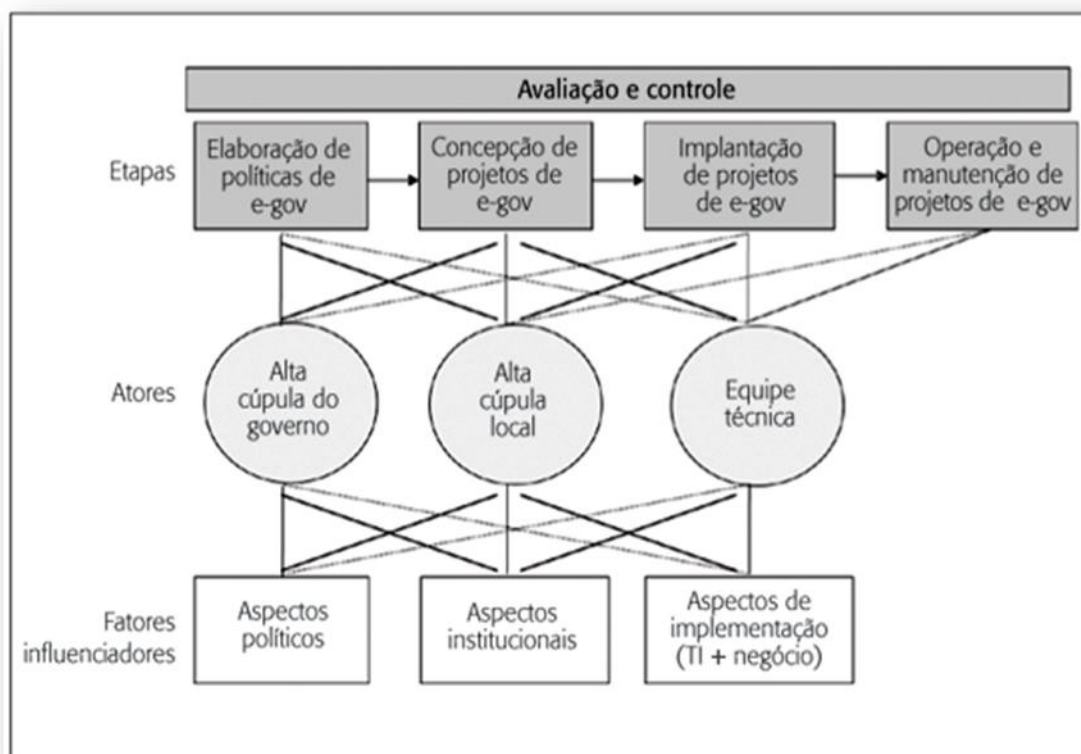 Avaliação e controle
Etapas
Elaboração de
políticas de
e-gov
Concepção de
projetos de
e-gov
Implantação
de projetos
de e-gov
Operação e
manutenção de
projetos de e-gov
Atores
Alta
cúpula do
governo
Alta
cúpula
local
Equipe
técnica
Fatores
influenciadores
Aspectos
políticos
Aspectos
institucionais
Aspectos de
implementação
(TI + negócio)